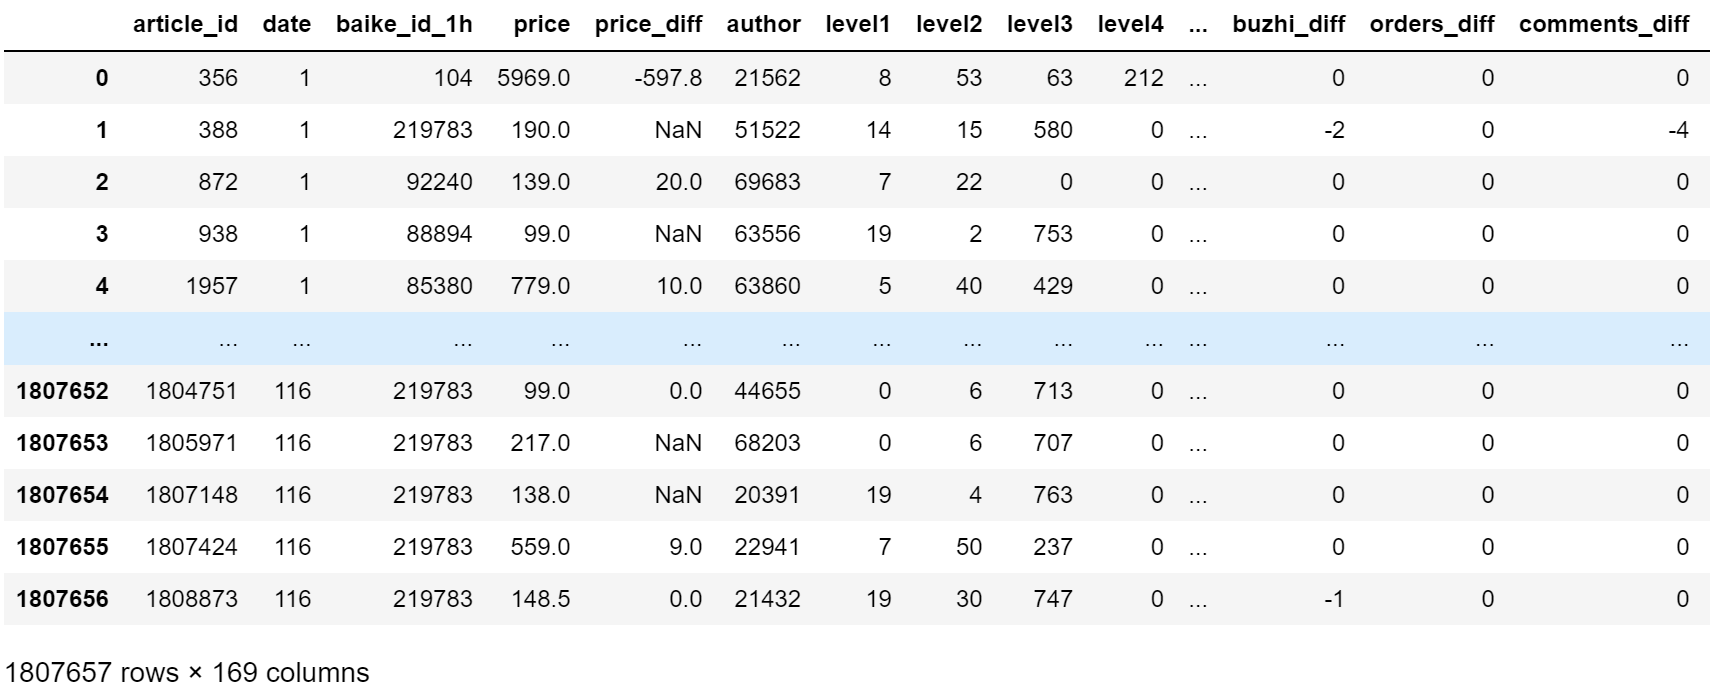 article_id date baike_id_1h price price_diff author level1 level2 level3 level4 ... buzhi_diff orders_diff comments_diff
0 356 1 104 5969.0 -597.8 21562 8 53 63 212 ... 0 0 0
1 388 1 219783 190.0 NaN 51522 14 15 580 0 ... -2 0 -4
2 872 1 92240 139.0 20.0 69683 7 22 0 0 ... 0 0 0
3 938 1 88894 99.0 NaN 63556 19 2 753 0 ... 0 0 0
4 1957 1 85380 779.0 10.0 63860 5 40 429 0 ... 0 0 0
... ... ... ... ... ... ... ... ... ... ... ... ... ... ...
1807652 1804751 116 219783 99.0 0.0 44655 0 6 713 0 ... 0 0 0
1807653 1805971 116 219783 217.0 NaN 68203 0 6 707 0 ... 0 0 0
1807654 1807148 116 219783 138.0 NaN 20391 19 4 763 0 ... 0 0 0
1807655 1807424 116 219783 559.0 9.0 22941 7 50 237 0 ... 0 0 0
1807656 1808873 116 219783 148.5 0.0 21432 19 30 747 0 ... -1 0 0
1807657 rows × 169 columns